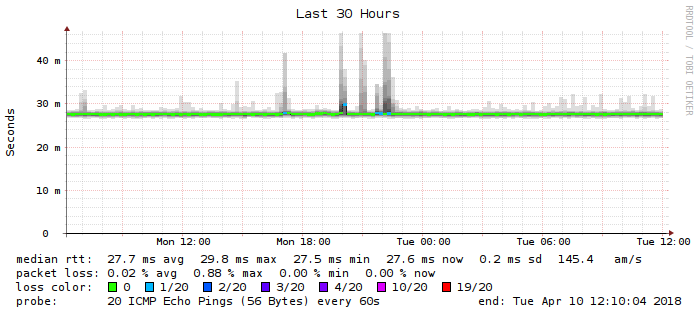 Last 30 Hours
RRDTOOL / TOBI OETIKER
Seconds
40 m
30 m
20 m
10 m
0
Mon 12:00 Mon 18:00 Tue 00:00 Tue 06:00 Tue 12:00
median rtt: 27.7 ms avg 29.8 ms max 27.5 ms min 27.6 ms now 0.2 ms sd 145.4 am/s
packet loss: 0.02 % avg 0.88 % max 0.00 % min 0.00 % now
loss color: 0 1/20 2/20 3/20 4/20 10/20 19/20
probe: 20 ICMP Echo Pings (56 Bytes) every 60s end: Tue Apr 10 12:10:04 2018